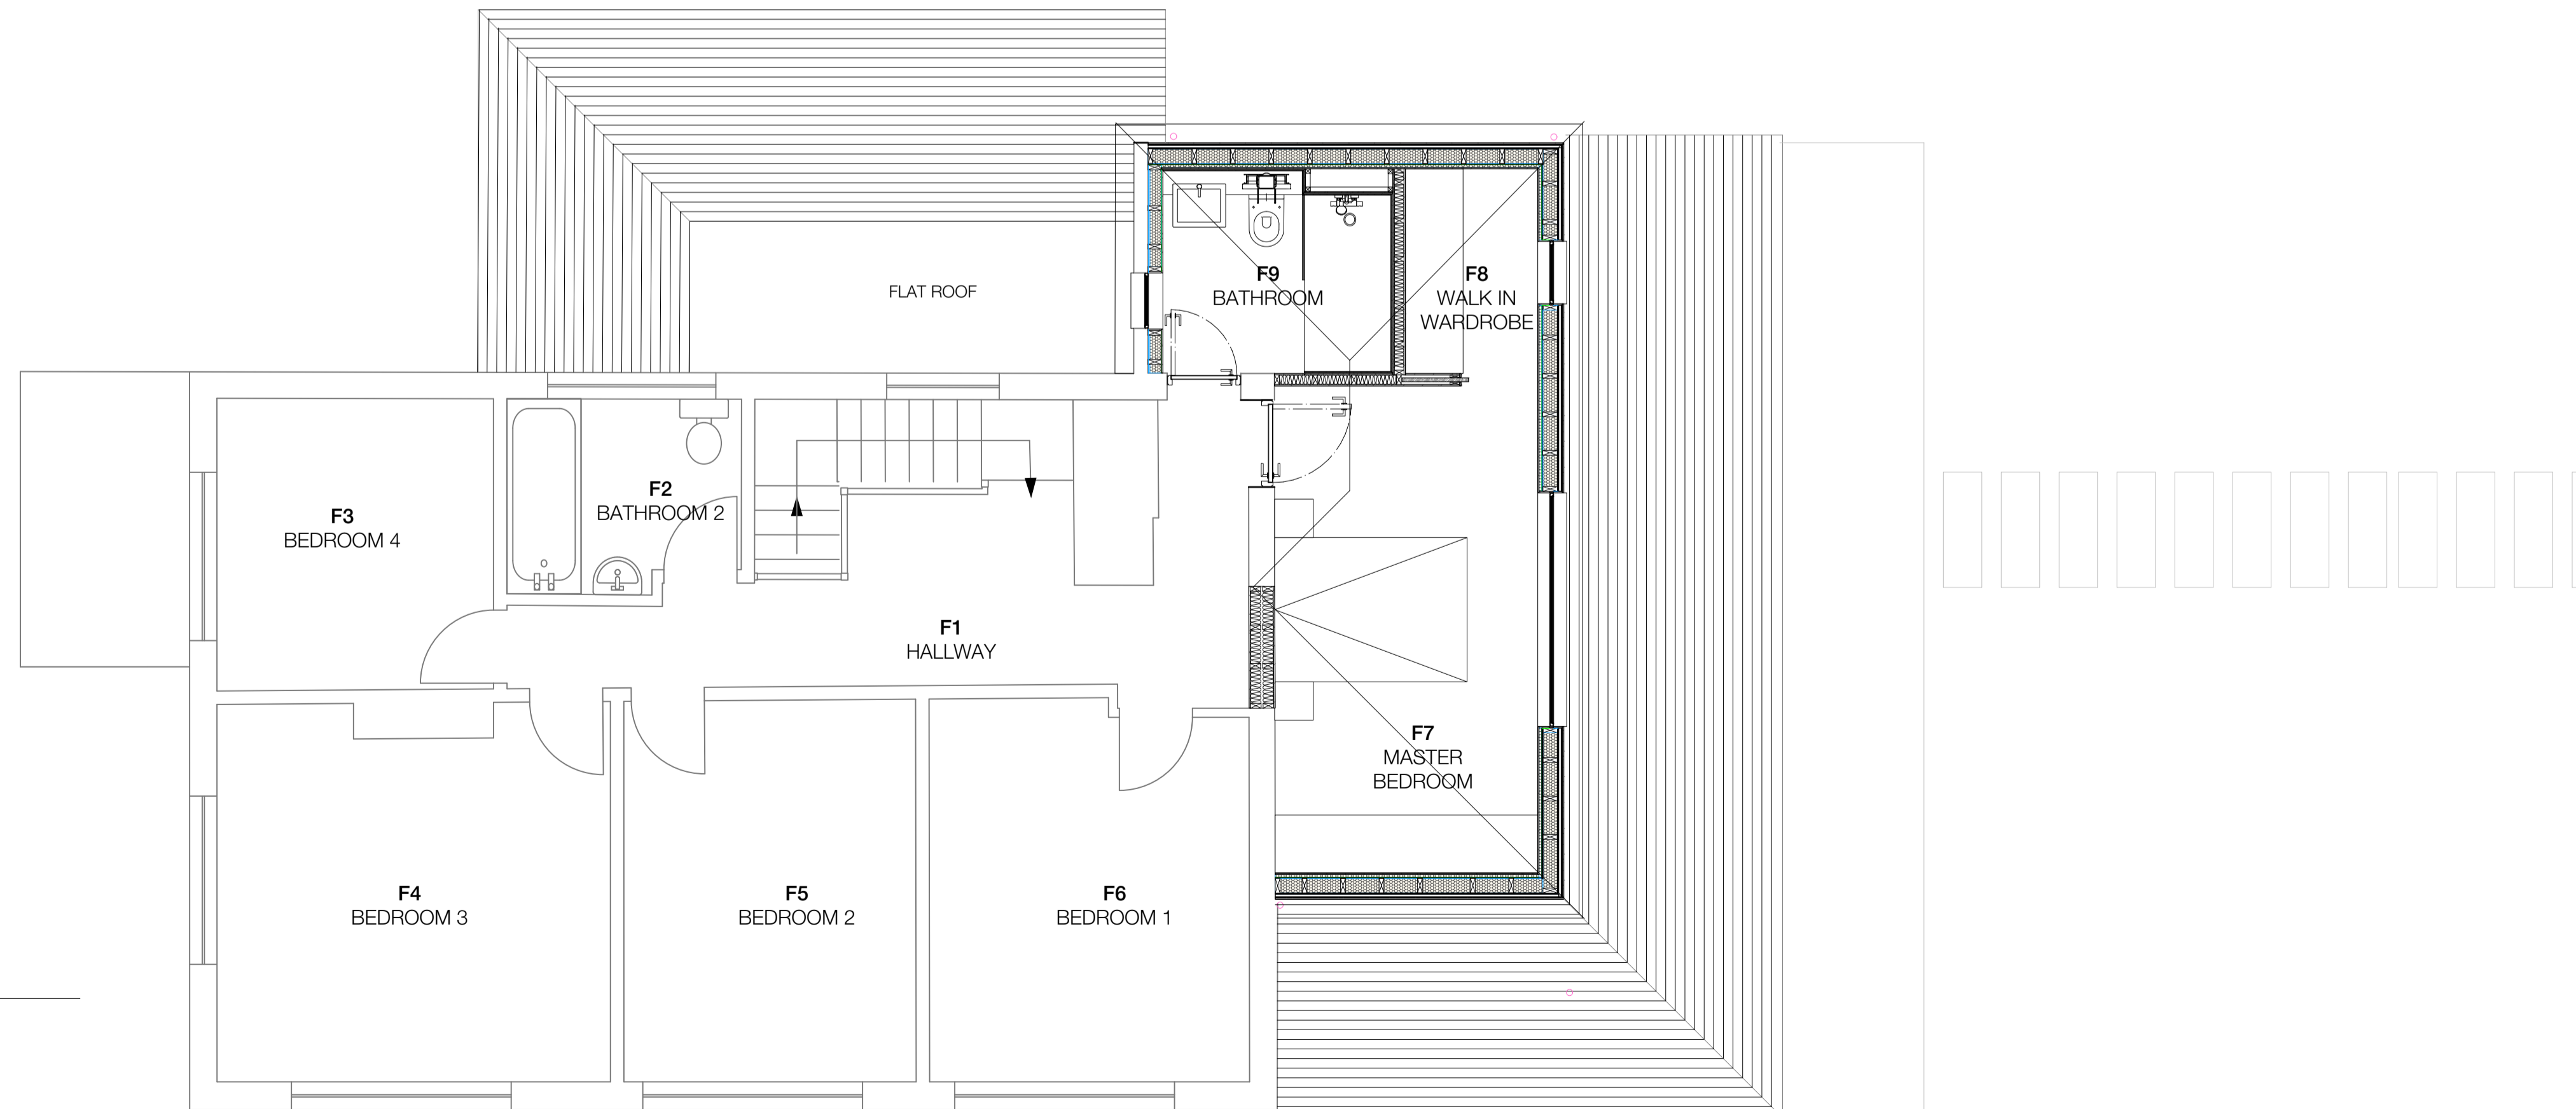 FLAT ROOF
F9
BATHROOM
F8
WALK IN
WARDROBE
F3
BEDROOM 4
F2
BATHROOM 2
F1
HALLWAY
F7
MASTER
BEDROOM
F4
BEDROOM 3
F5
BEDROOM 2
F6
BEDROOM 1